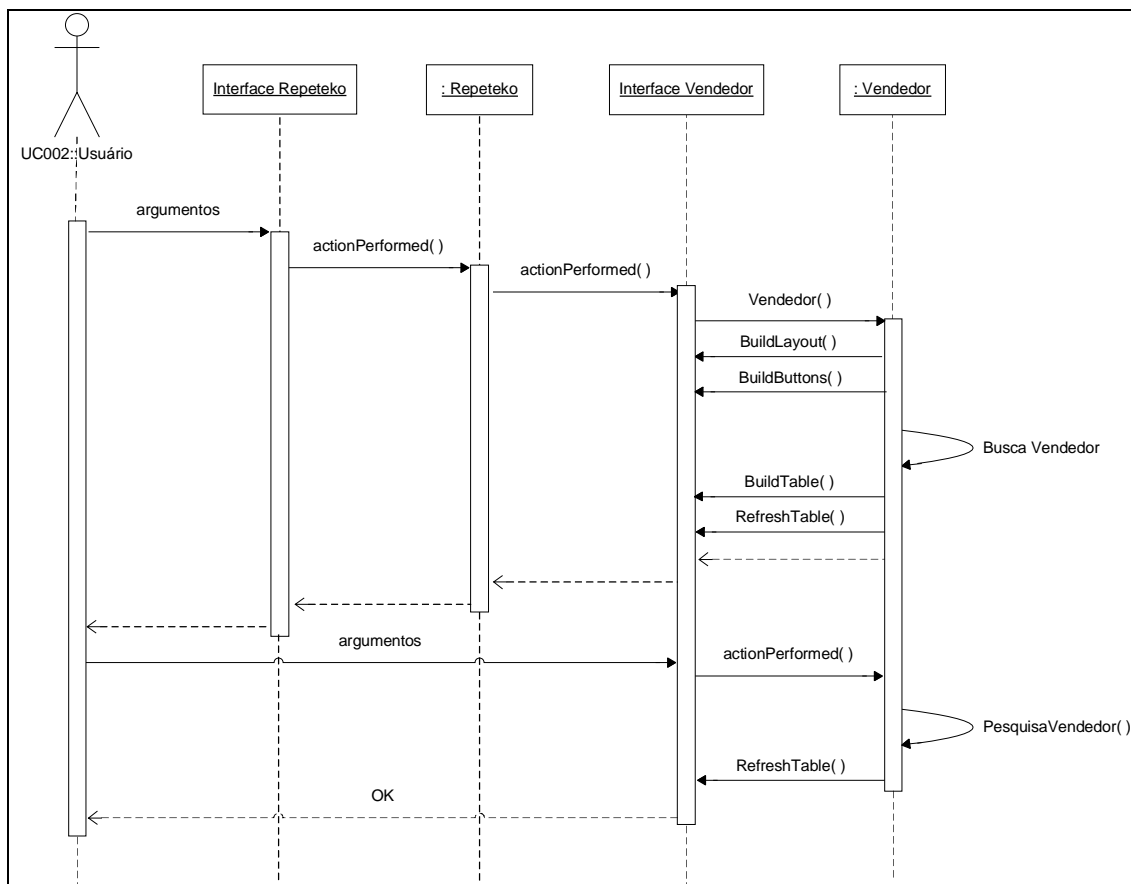 Interface Repeteko
: Repeteko
Interface Vendedor
: Vendedor
UC002::Usuário
argumentos
actionPerformed( )
actionPerformed( )
Vendedor( )
BuildLayout( )
BuildButtons( )
Busca Vendedor
BuildTable( )
RefreshTable( )
argumentos
actionPerformed( )
PesquisaVendedor( )
RefreshTable( )
OK